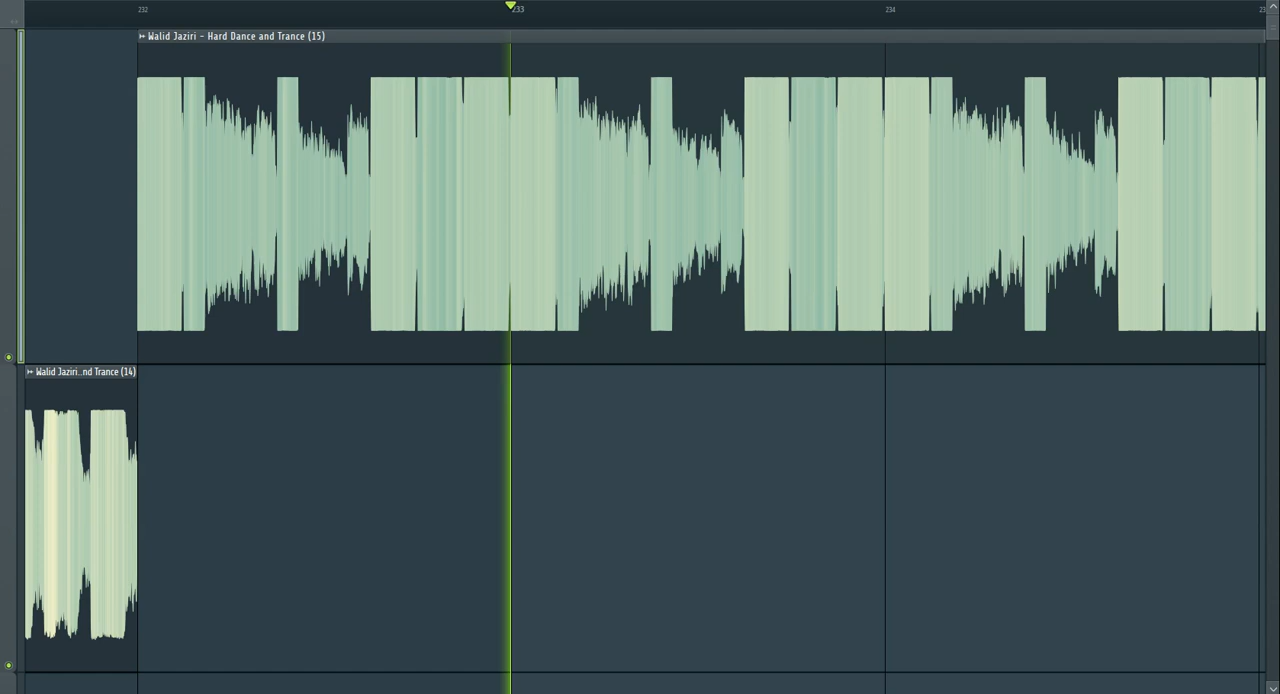 232
233
234
Walid Jaziri - Hard Dance and Trance (15)
Walid Jaziri..nd Trance (14)